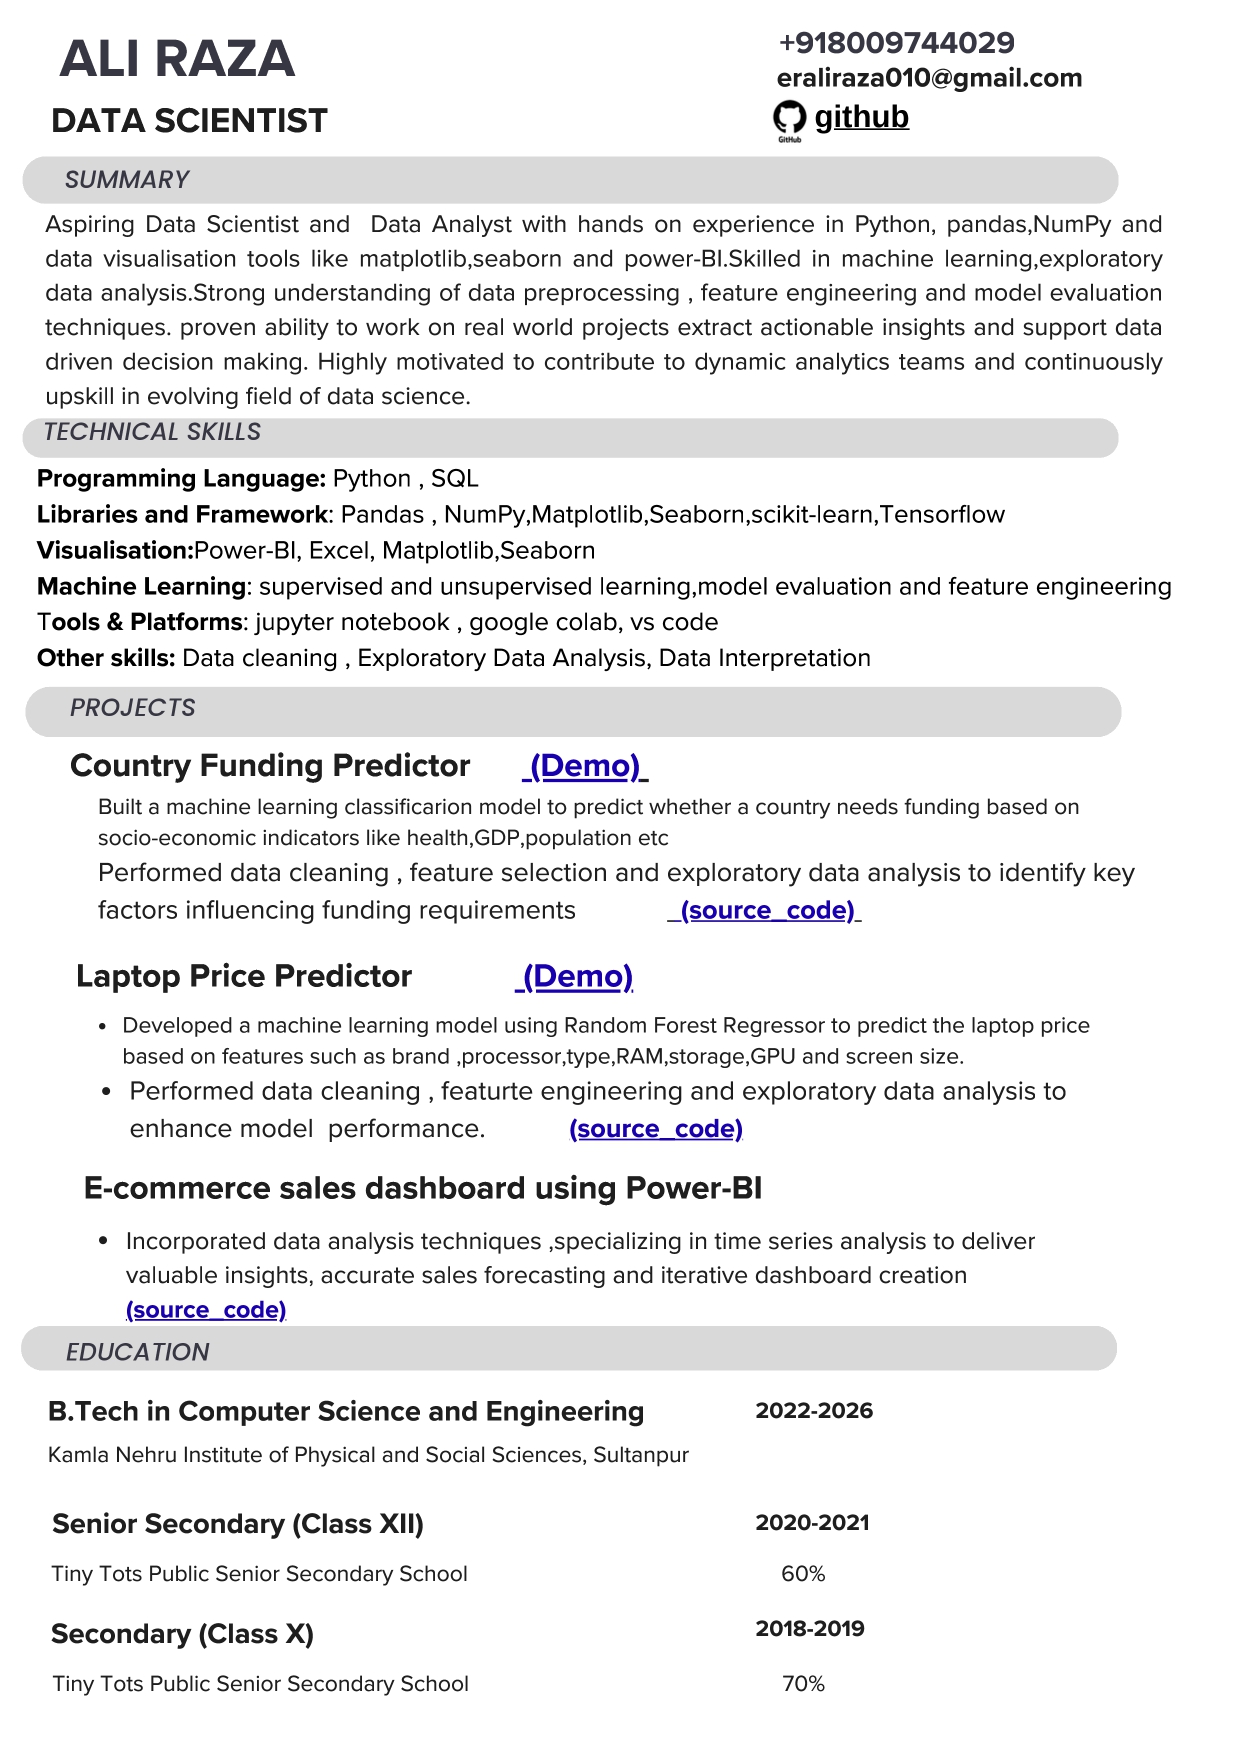 ALI RAZA
+918009744029
eraliraza010@gmail.com
DATA SCIENTIST
GitHub
github
SUMMARY
Aspiring Data Scientist and Data Analyst with hands on experience in Python, pandas,NumPy and
data visualisation tools like matplotlib,seaborn and power-BI.Skilled in machine learning,exploratory
data analysis.Strong understanding of data preprocessing , feature engineering and model evaluation
techniques. proven ability to work on real world projects extract actionable insights and support data
driven decision making. Highly motivated to contribute to dynamic analytics teams and continuously
upskill in evolving field of data science.
TECHNICAL SKILLS
Programming Language: Python , SQL
Libraries and Framework: Pandas , NumPy,Matplotlib,Seaborn,scikit-learn,Tensorflow
Visualisation:Power-BI, Excel, Matplotlib,Seaborn
Machine Learning: supervised and unsupervised learning,model evaluation and feature engineering
Tools & Platforms: jupyter notebook , google colab, vs code
Other skills: Data cleaning , Exploratory Data Analysis, Data Interpretation
PROJECTS
Country Funding Predictor (Demo)
Built a machine learning classificarion model to predict whether a country needs funding based on
socio-economic indicators like health,GDP,population etc
Performed data cleaning , feature selection and exploratory data analysis to identify key
factors influencing funding requirements (source_code)
Laptop Price Predictor (Demo)
• Developed a machine learning model using Random Forest Regressor to predict the laptop price
based on features such as brand ,processor,type,RAM,storage,GPU and screen size.
• Performed data cleaning , featurte engineering and exploratory data analysis to
enhance model performance. (source_code)
E-commerce sales dashboard using Power-BI
• Incorporated data analysis techniques ,specializing in time series analysis to deliver
valuable insights, accurate sales forecasting and iterative dashboard creation
(source_code)
EDUCATION
B.Tech in Computer Science and Engineering 2022-2026
Kamla Nehru Institute of Physical and Social Sciences, Sultanpur
Senior Secondary (Class XII) 2020-2021
Tiny Tots Public Senior Secondary School 60%
Secondary (Class X) 2018-2019
Tiny Tots Public Senior Secondary School 70%